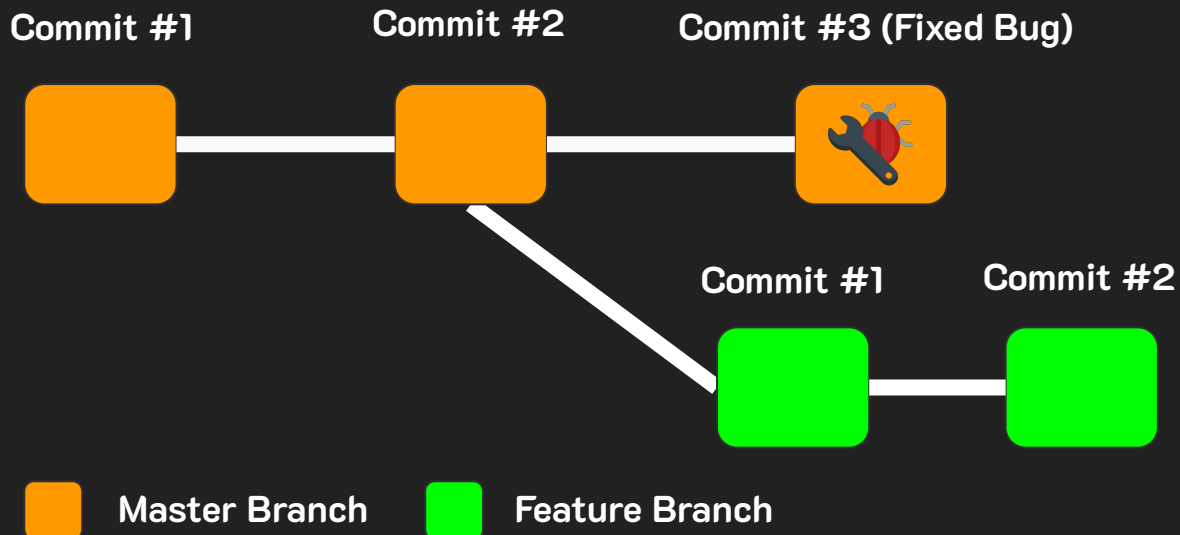 Commit #1
Commit #2
Commit #3 (Fixed Bug)
Commit #1
Commit #2
Master Branch
Feature Branch